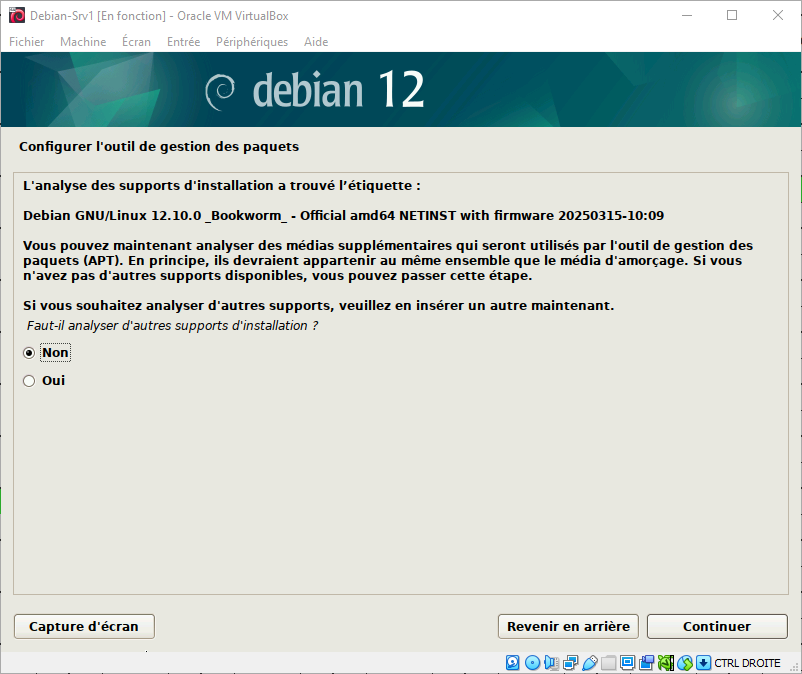 Debian-Srv1 [En fonction] - Oracle VM VirtualBox
Fichier Machine Écran Entrée Périphériques Aide
debian 12
Configurer l'outil de gestion des paquets
L'analyse des supports d'installation a trouvé l’étiquette :
Debian GNU/Linux 12.10.0 _Bookworm_ - Official amd64 NETINST with firmware 20250315-10:09
Vous pouvez maintenant analyser des médias supplémentaires qui seront utilisés par l'outil de gestion des
paquets (APT). En principe, ils devraient appartenir au même ensemble que le média d'amorçage. Si vous
n'avez pas d'autres supports disponibles, vous pouvez passer cette étape.
Si vous souhaitez analyser d'autres supports, veuillez en insérer un autre maintenant.
Faut-il analyser d'autres supports d'installation ?
Non
Oui
Capture d'écran Revenir en arrière Continuer
CTRL DROITE